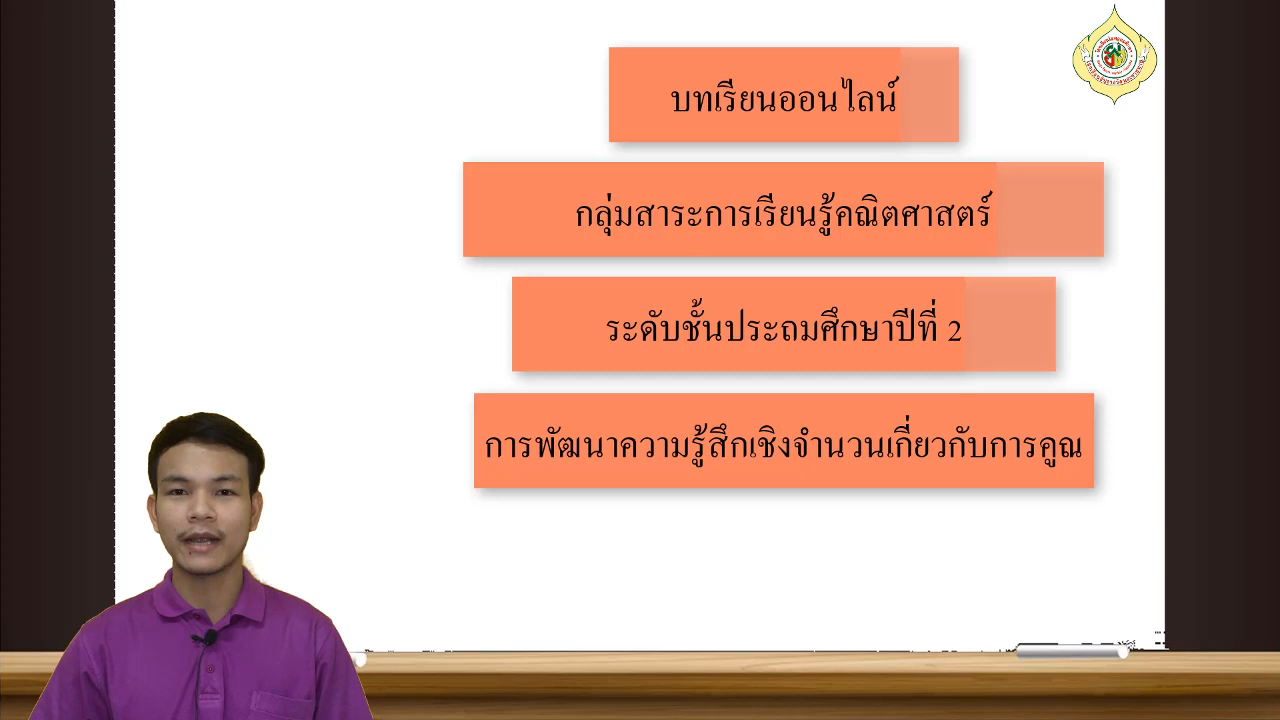 บทเรียนออนไลน์
กลุ่มสาระการเรียนรู้คณิตศาสตร์
ระดับชั้นประถมศึกษาปีที่ 2
การพัฒนาความรู้สึกเชิงจำนวนเกี่ยวกับการคูณ